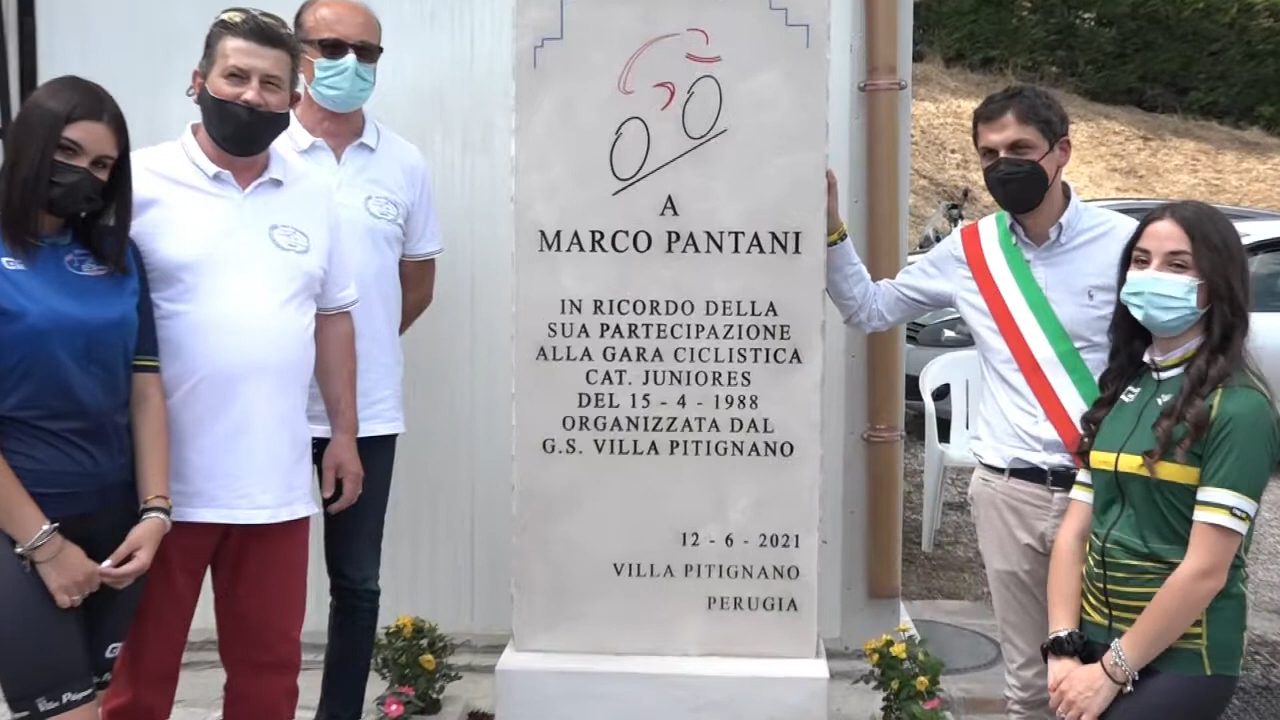 A
MARCO PANTANI
IN RICORDO DELLA
SUA PARTECIPAZIONE
ALLA GARA CICLISTICA
CAT. JUNIORES
DEL 15 - 4 - 1988
ORGANIZZATA DAL
G.S. VILLA PITIGNANO
12 - 6 - 2021
VILLA PITIGNANO
PERUGIA